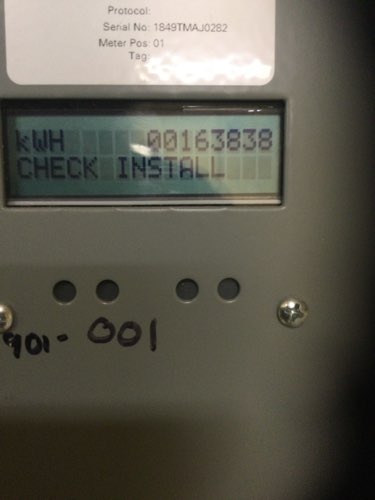 Protocol:
Serial No: 1849TMAJ0282
Meter Pos: 01
Tag:
kWH 00163838
CHECK INSTALL
901- 001